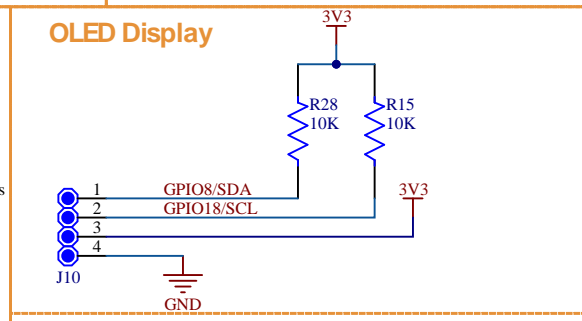 OLED Display
3V3
R28
10K
R15
10K
s
1 GPIO8/SDA
2 GPIO18/SCL
3V3
3
4
J10
GND